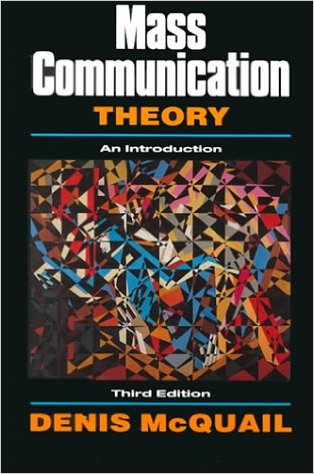 Mass
Communication
THEORY
An Introduction
Third Edition
DENIS McQUAIL